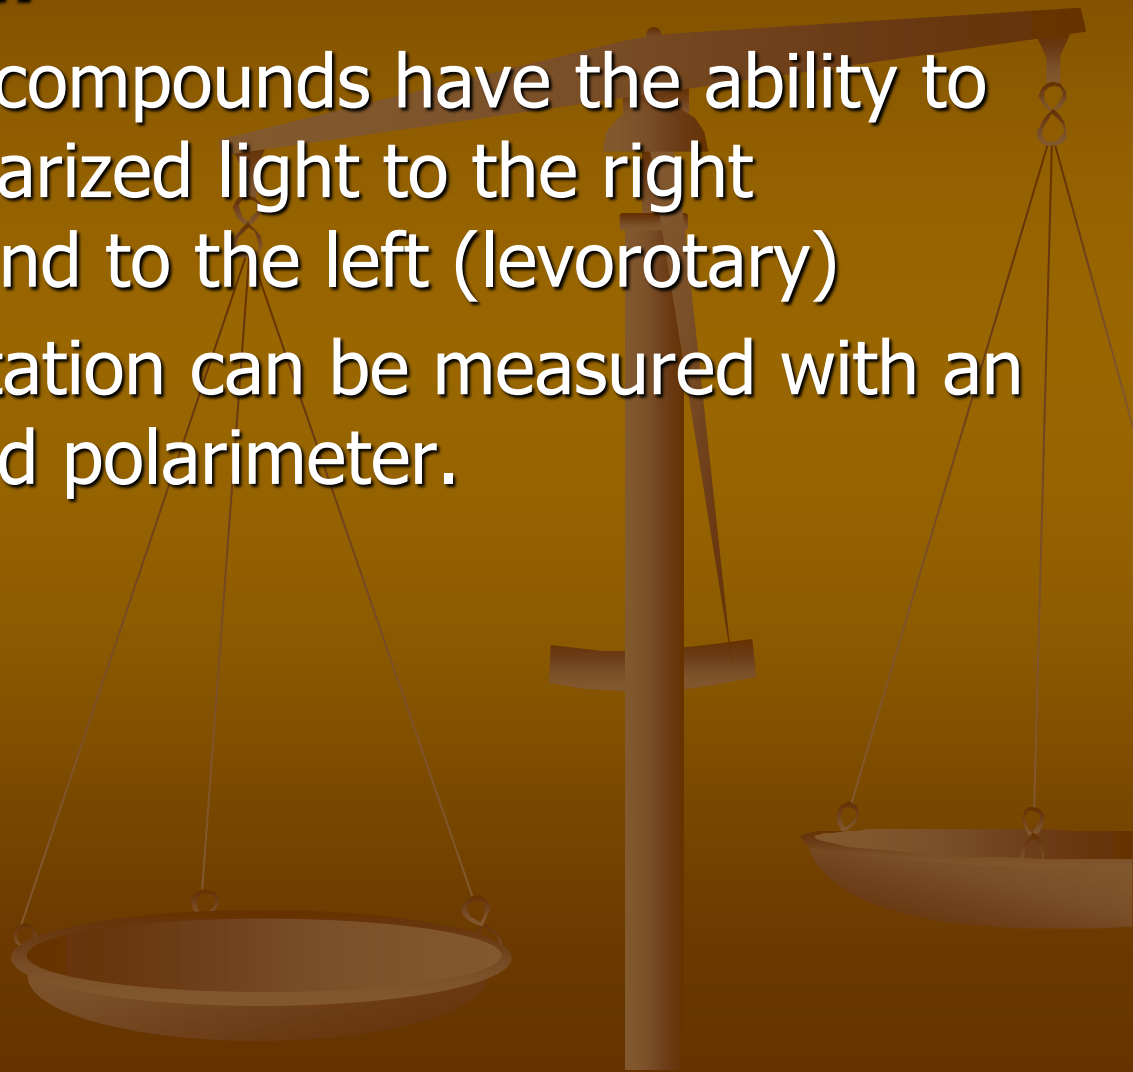 compounds have the ability to
arized light to the right
nd to the left (levorotary)
tation can be measured with an
d polarimeter.